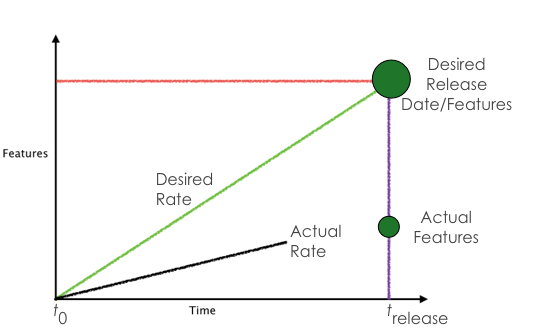 Desired
Release
Date/Features
Features
Desired
Rate
Actual
Rate
Actual
Features
t0
Time
trelease